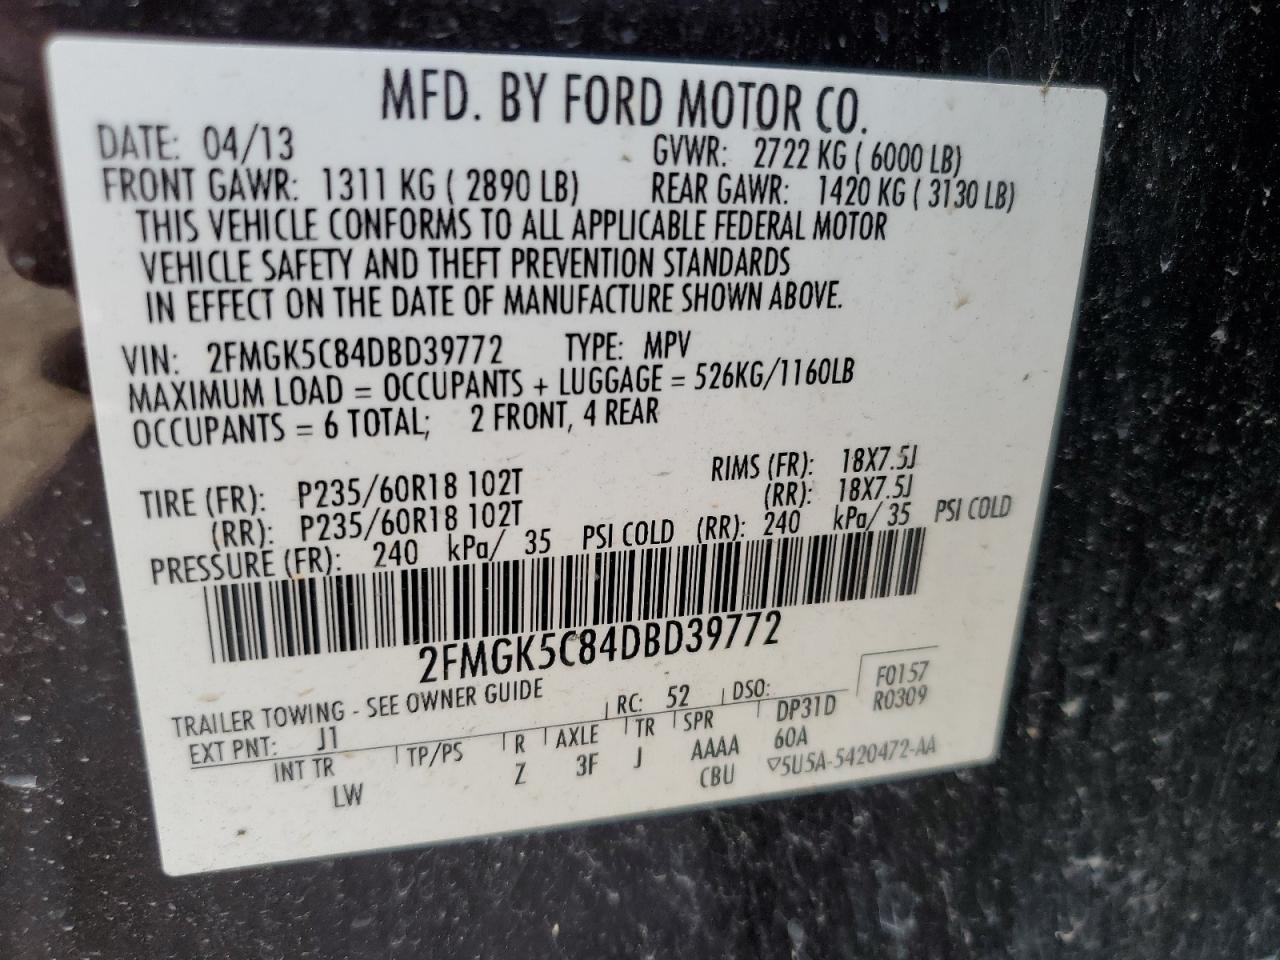 MFD. BY FORD MOTOR CO.
DATE: 04/13 GVWR: 2722 KG ( 6000 LB)
FRONT GAWR: 1311 KG ( 2890 LB) REAR GAWR: 1420 KG ( 3130 LB)
THIS VEHICLE CONFORMS TO ALL APPLICABLE FEDERAL MOTOR
VEHICLE SAFETY AND THEFT PREVENTION STANDARDS
IN EFFECT ON THE DATE OF MANUFACTURE SHOWN ABOVE.
VIN: 2FMGK5C84DBD39772 TYPE: MPV
MAXIMUM LOAD = OCCUPANTS + LUGGAGE = 526KG/1160LB
OCCUPANTS = 6 TOTAL; 2 FRONT, 4 REAR
TIRE (FR): P235/60R18 102T RIMS (FR): 18X7.5J
(RR): P235/60R18 102T (RR): 18X7.5J
PRESSURE (FR): 240 kPa/ 35 PSI COLD (RR): 240 kPa/ 35 PSI COLD
2FMGK5C84DBD39772
TRAILER TOWING - SEE OWNER GUIDE F0157
EXT PNT: J1 RC: 52 DSO: R0309
INT TR TP/PS R AXLE TR SPR DP31D
LW Z 3F J AAAA 60A
CBU ▽5U5A-5420472-AA